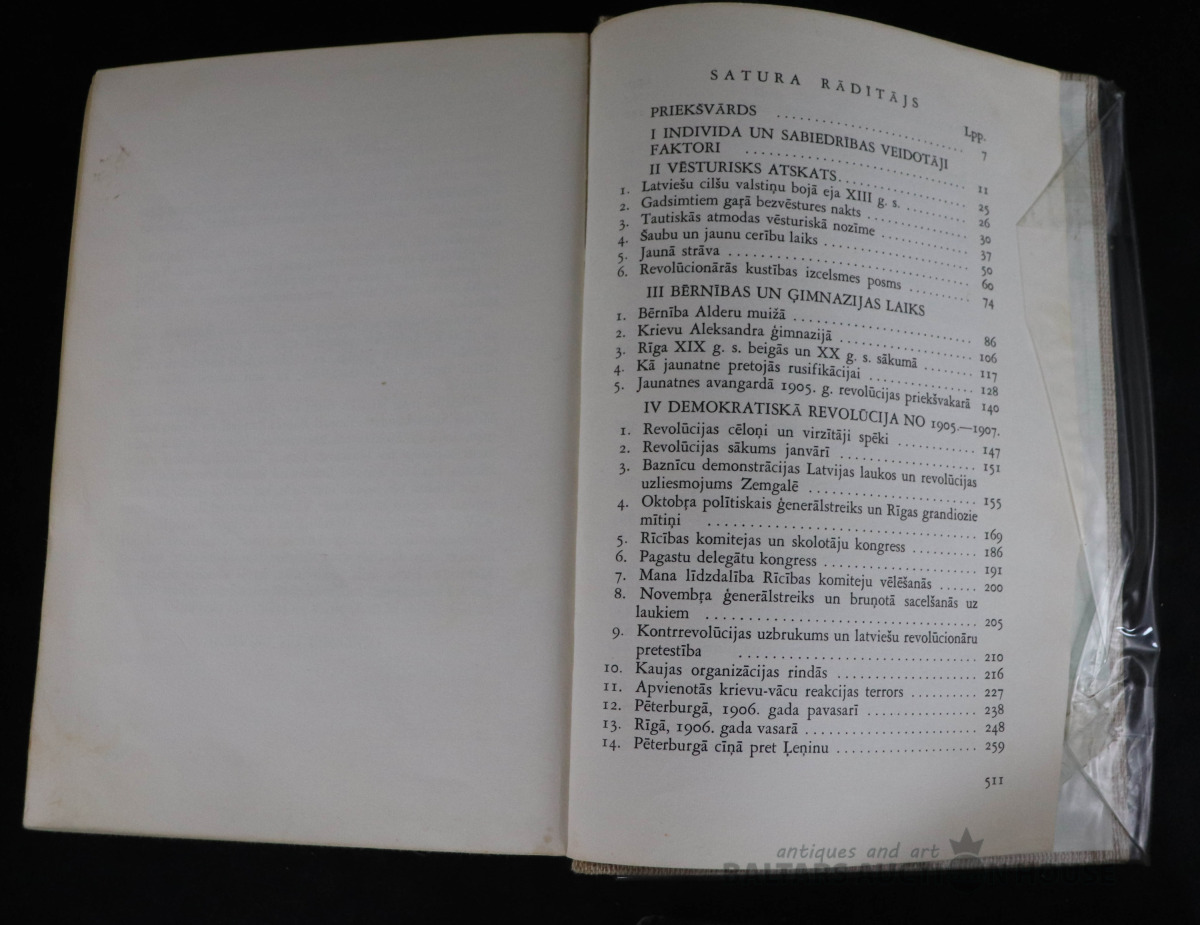 SATURA RĀDĪTĀJS
Lpp.
PRIEKŠVĀRDS .................... 7
I INDIVIDA UN SABIEDRĪBAS VEIDOTĀJI
FAKTORI .................... 11
II VĒSTURISKS ATSKATS .................... 25
1. Latviešu cilšu valstiņu bojā eja XIII g. s. .......... 26
2. Gadsimtiem gaŗā bezvēstures nakts .......... 30
3. Tautiskās atmodas vēsturiskā nozīme .......... 37
4. Šaubu un jaunu cerību laiks .......... 50
5. Jaunā strāva .......... 60
6. Revolūcionārās kustības izcelsmes posms .......... 74
III BĒRNĪBAS UN ĢIMNAZIJAS LAIKS
1. Bērnība Alderu muižā .......... 86
2. Krievu Aleksandra ģimnazijā .......... 106
3. Rīga XIX g. s. beigās un XX g. s. sākumā .......... 117
4. Kā jaunatne pretojās rusifikācijai .......... 128
5. Jaunatnes avangardā 1905. g. revolūcijas priekšvakarā 140
IV DEMOKRATISKĀ REVOLŪCIJA NO 1905.—1907.
1. Revolūcijas cēloņi un virzītāji spēki .......... 147
2. Revolūcijas sākums janvārī .......... 151
3. Baznīcu demonstrācijas Latvijas laukos un revolūcijas
uzliesmojums Zemgalē .......... 155
4. Oktobŗa polītiskais ģenerālstreiks un Rīgas grandiozie
mītiņi .......... 169
5. Rīcības komitejas un skolotāju kongress .......... 186
6. Pagastu delegātu kongress .......... 191
7. Mana līdzdalība Rīcības komiteju vēlēšanās ...... 200
8. Novembŗa ģenerālstreiks un bruņotā sacelšanās uz
laukiem .......... 205
9. Kontrrevolūcijas uzbrukums un latviešu revolūcionāru
pretestība .......... 210
10. Kaujas organizācijas rindās .......... 216
11. Apvienotās krievu-vācu reakcijas terrors .......... 227
12. Pēterburgā, 1906. gada pavasarī .......... 238
13. Rīgā, 1906. gada vasarā .......... 248
14. Pēterburgā cīņā pret Ļeņinu .......... 259
511
antiques and art
BALTARS AUCTION HOUSE